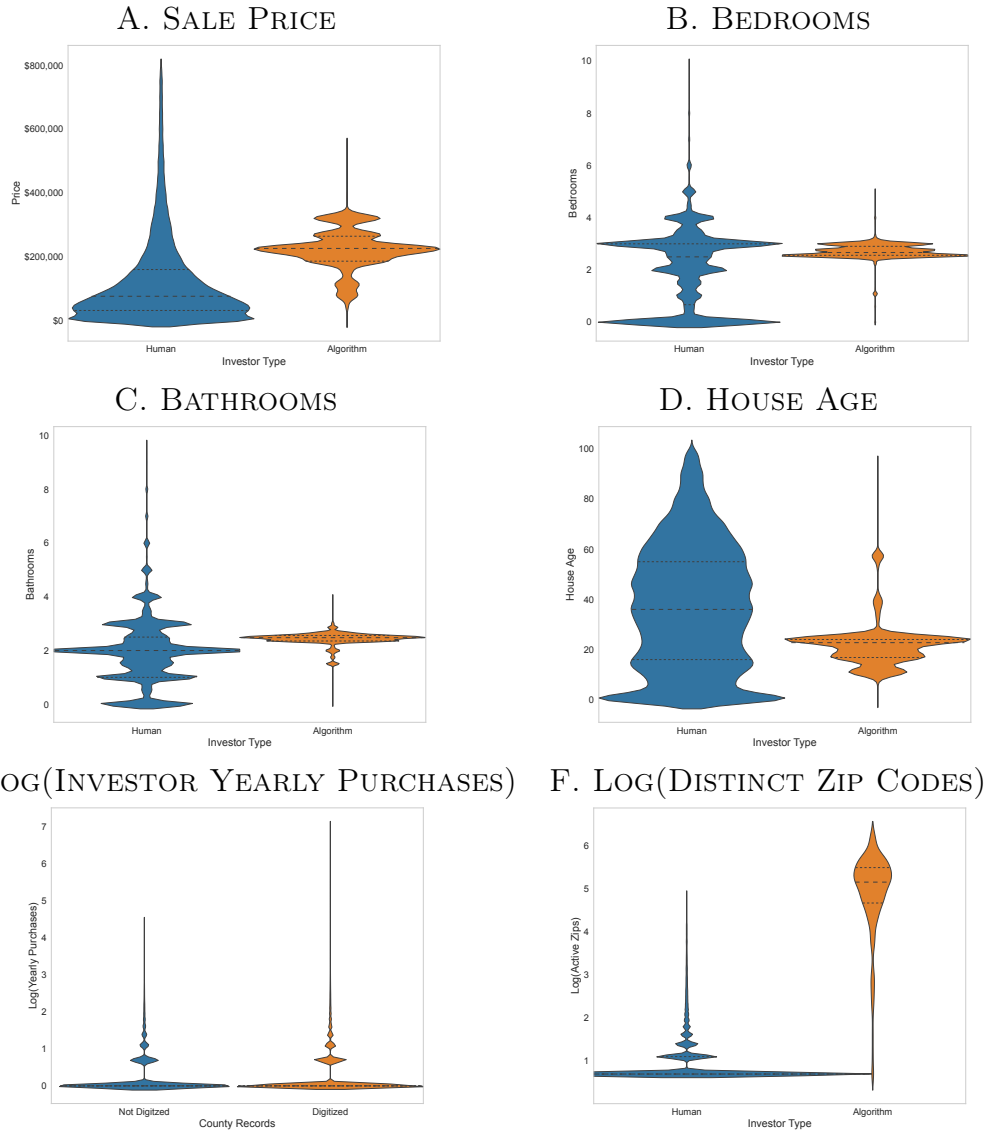 A. SALE PRICE
$800,000
$600,000
$400,000
$200,000
$0
Price
Human
Algorithm
Investor Type
B. BEDROOMS
10
8
6
4
2
0
Bedrooms
Human
Algorithm
Investor Type
C. BATHROOMS
10
8
6
4
2
0
Bathrooms
Human
Algorithm
Investor Type
D. HOUSE AGE
100
80
60
40
20
0
House Age
Human
Algorithm
Investor Type
OG(INVESTOR YEARLY PURCHASES)
7
6
5
4
3
2
1
0
Log(Yearly Purchases)
Not Digitzed
Digitized
County Records
F. LOG(DISTINCT ZIP CODES)
6
5
4
3
2
1
Log(Active Zips)
Human
Algorithm
Investor Type